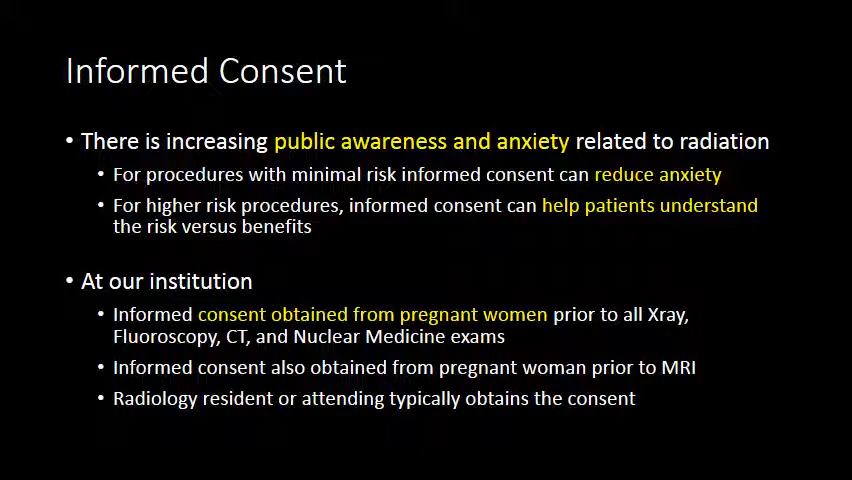 Informed Consent
• There is increasing public awareness and anxiety related to radiation
• For procedures with minimal risk informed consent can reduce anxiety
• For higher risk procedures, informed consent can help patients understand
the risk versus benefits
• At our institution
• Informed consent obtained from pregnant women prior to all Xray,
Fluoroscopy, CT, and Nuclear Medicine exams
• Informed consent also obtained from pregnant woman prior to MRI
• Radiology resident or attending typically obtains the consent